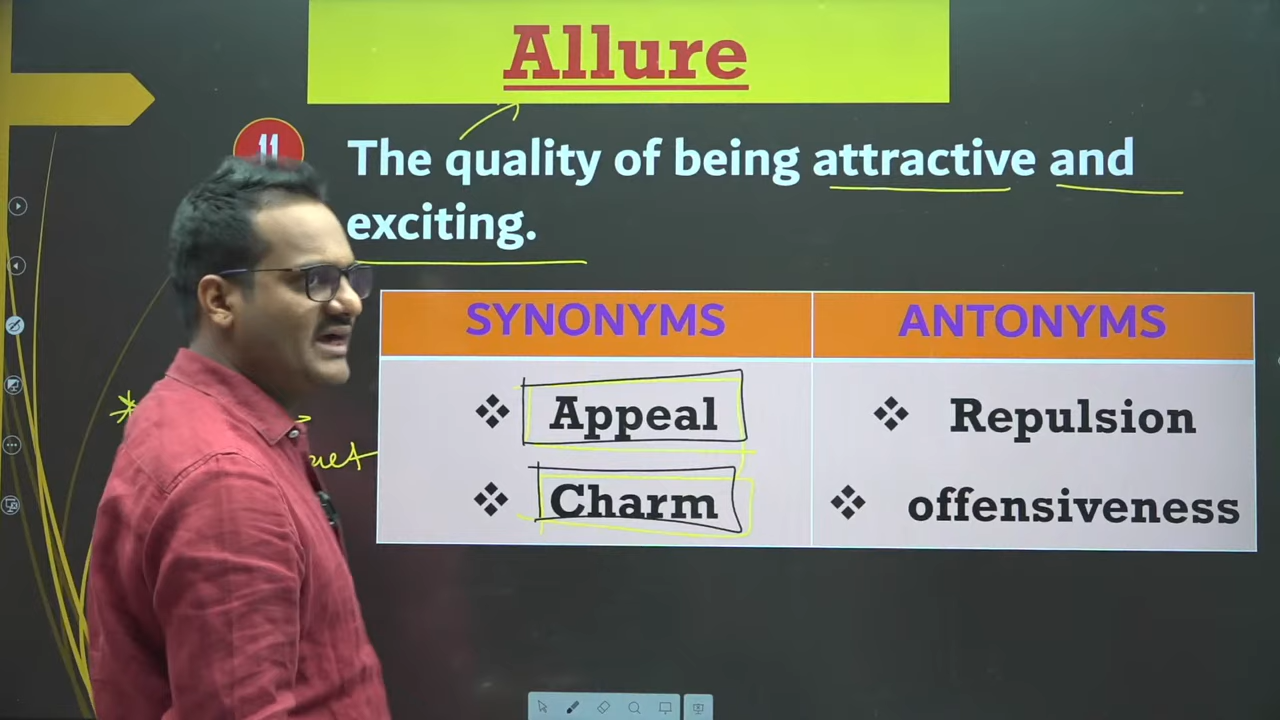 Allure
11
The quality of being attractive and
exciting.
SYNONYMS
ANTONYMS
❖ Appeal
❖ Repulsion
❖ Charm
❖ offensiveness